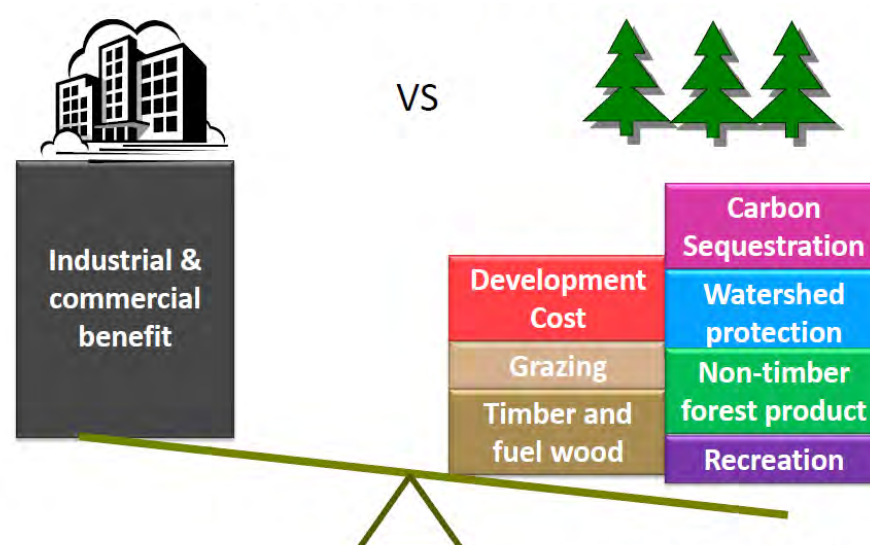 VS
Industrial &
commercial
benefit
Development
Cost
Grazing
Timber and
fuel wood
Carbon
Sequestration
Watershed
protection
Non-timber
forest product
Recreation